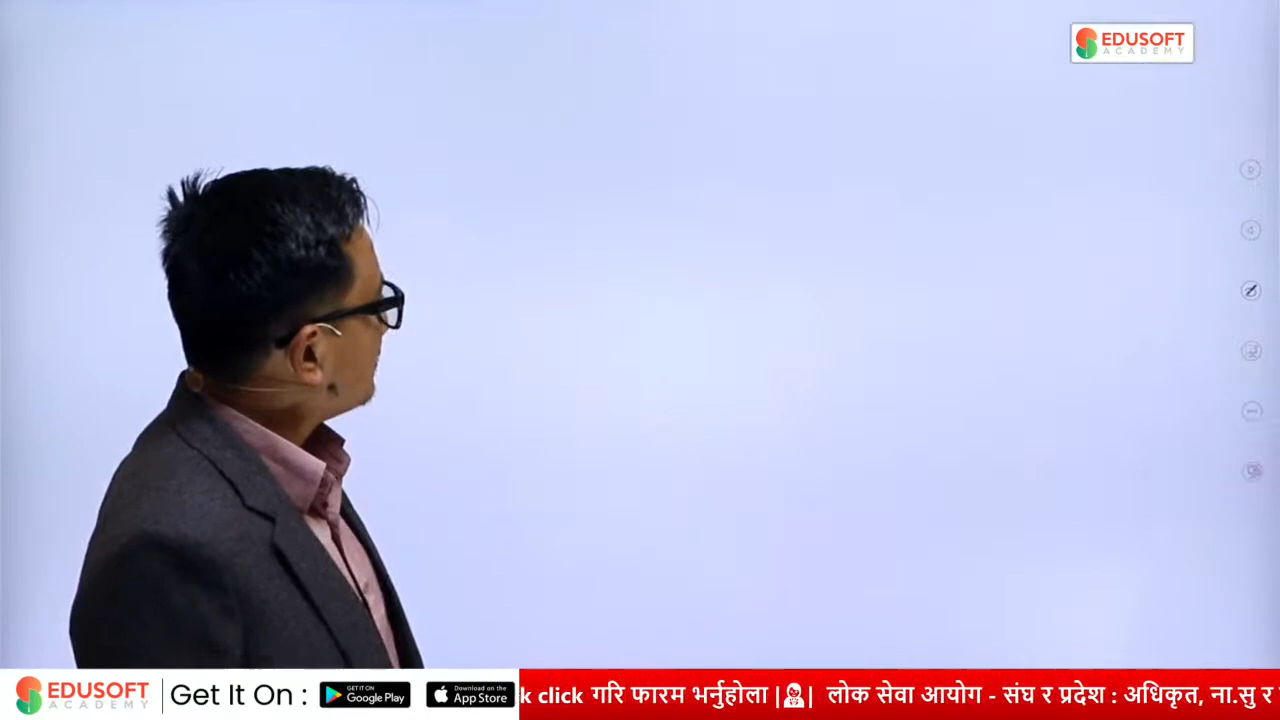 EDUSOFT
ACADEMY
EDUSOFT
ACADEMY
Get It On :
GET IT ON
Google Play
Download on the
App Store
k click गरि फारम भर्नुहोला | | लोक सेवा आयोग - संघ र प्रदेश : अधिकृत, ना.सु र